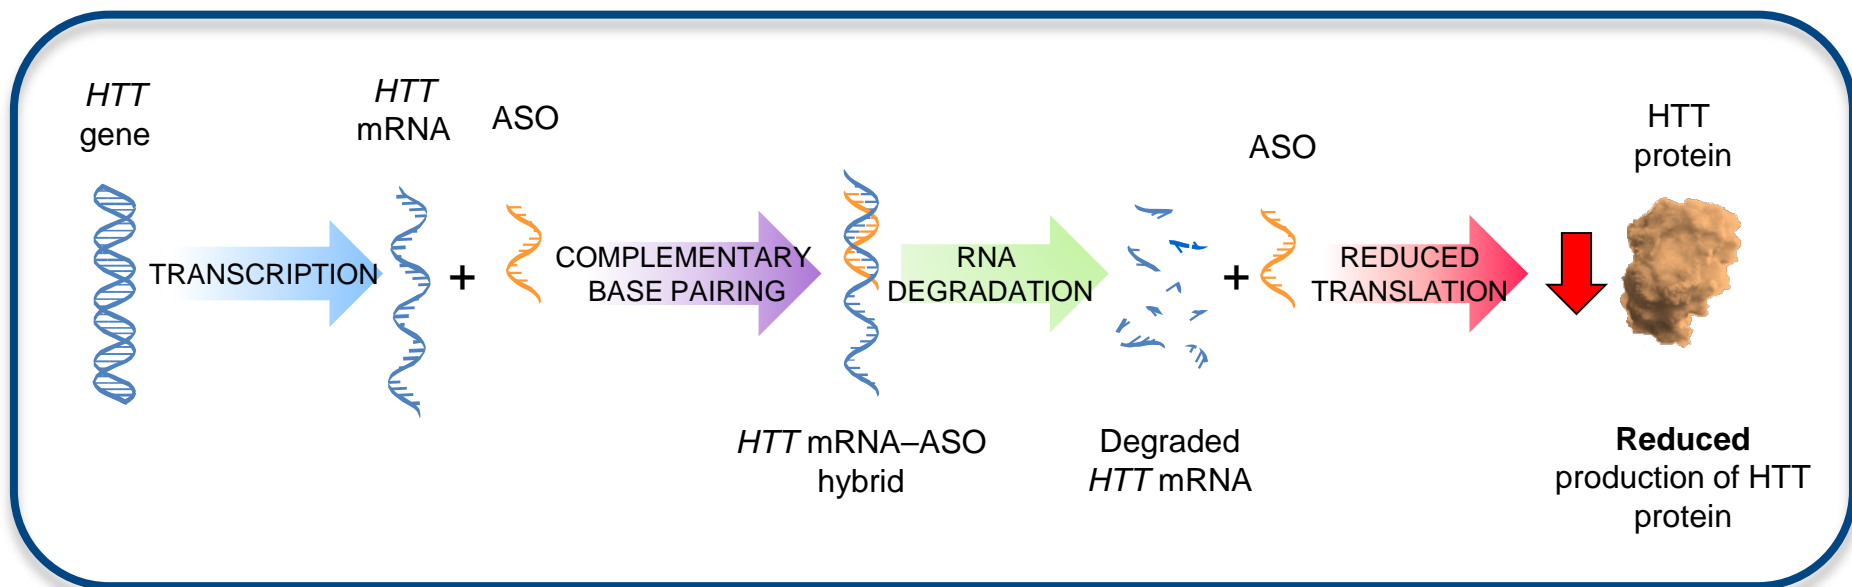 HTT
gene
TRANSCRIPTION
HTT
mRNA
+
ASO
COMPLEMENTARY
BASE PAIRING
HTT mRNA–ASO
hybrid
RNA
DEGRADATION
Degraded
HTT mRNA
+
ASO
REDUCED
TRANSLATION
HTT
protein
Reduced
production of HTT
protein